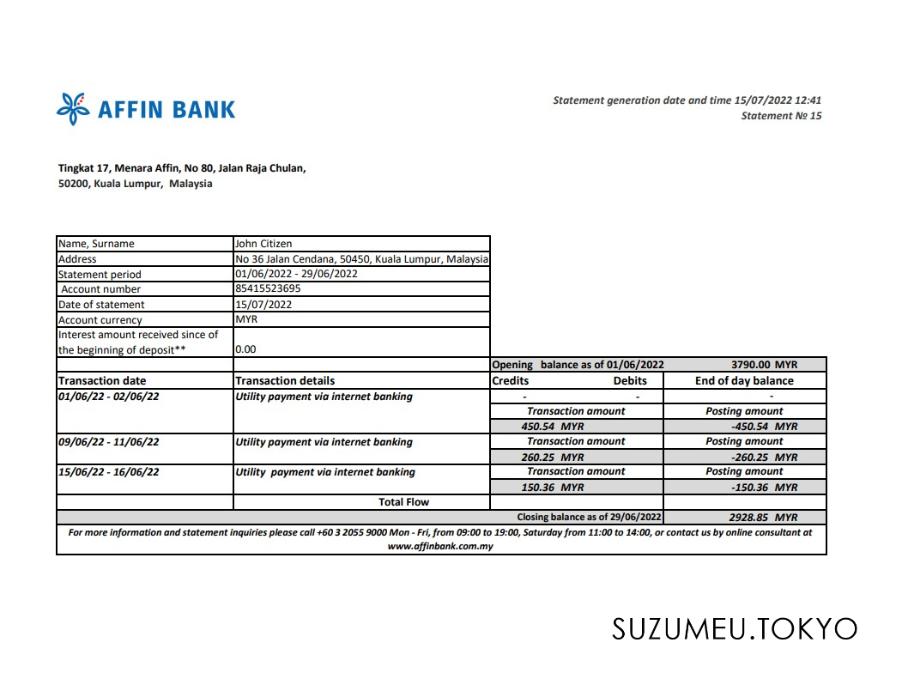 AFFIN BANK
Statement generation date and time 15/07/2022 12:41
Statement № 15
Tingkat 17, Menara Affin, No 80, Jalan Raja Chulan,
50200, Kuala Lumpur, Malaysia
Name, Surname John Citizen
Address No 36 Jalan Cendana, 50450, Kuala Lumpur, Malaysia
Statement period 01/06/2022 - 29/06/2022
Account number 85415523695
Date of statement 15/07/2022
Account currency MYR
Interest amount received since of
the beginning of deposit** 0.00
Opening balance as of 01/06/2022 3790.00 MYR
Transaction date Transaction details Credits Debits End of day balance
01/06/22 - 02/06/22 Utility payment via internet banking - - -
Transaction amount Posting amount
450.54 MYR -450.54 MYR
09/06/22 - 11/06/22 Utility payment via internet banking Transaction amount Posting amount
260.25 MYR -260.25 MYR
15/06/22 - 16/06/22 Utility payment via internet banking Transaction amount Posting amount
150.36 MYR -150.36 MYR
Total Flow
Closing balance as of 29/06/2022 2928.85 MYR
For more information and statement inquiries please call +60 3 2055 9000 Mon - Fri, from 09:00 to 19:00, Saturday from 11:00 to 14:00, or contact us by online consultant at
www.affinbank.com.my
SUZUMEU.TOKYO